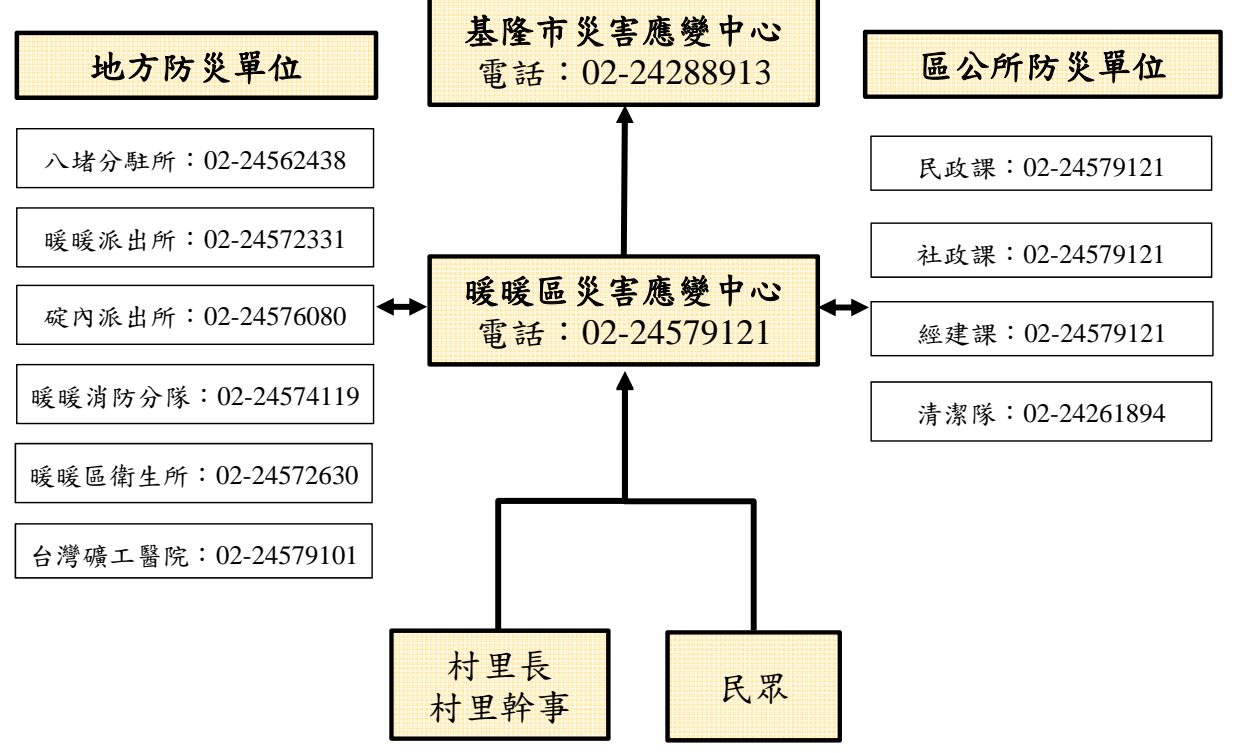 基隆市災害應變中心
電話：02-24288913
地方防災單位
八堵分駐所：02-24562438
暖暖派出所：02-24572331
碇內派出所：02-24576080
暖暖消防分隊：02-24574119
暖暖區衛生所：02-24572630
台灣礦工醫院：02-24579101
暖暖區災害應變中心
電話：02-24579121
區公所防災單位
民政課：02-24579121
社政課：02-24579121
經建課：02-24579121
清潔隊：02-24261894
村里長
村里幹事
民眾